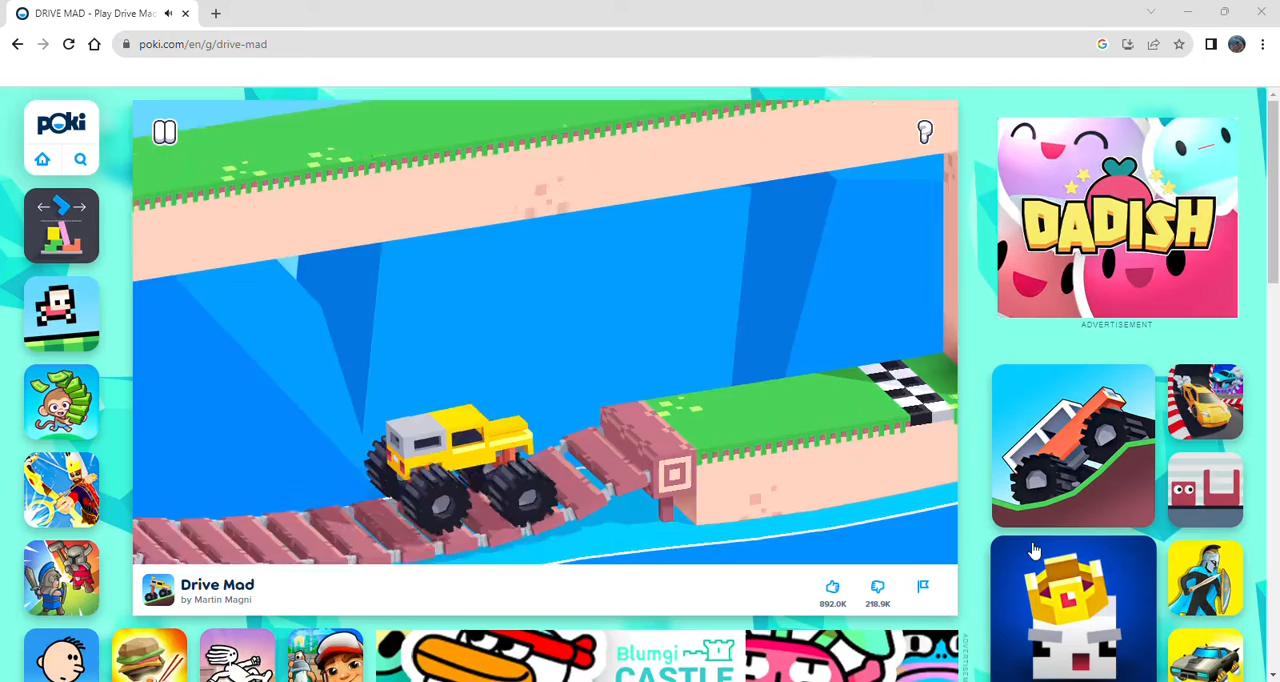 DRIVE MAD - Play Drive Mad
poki.com/en/g/drive-mad
poki
DADISH
ADVERTISEMENT
Drive Mad
by Martin Magni
892.0K
218.9K
Blumgi
CASTLE